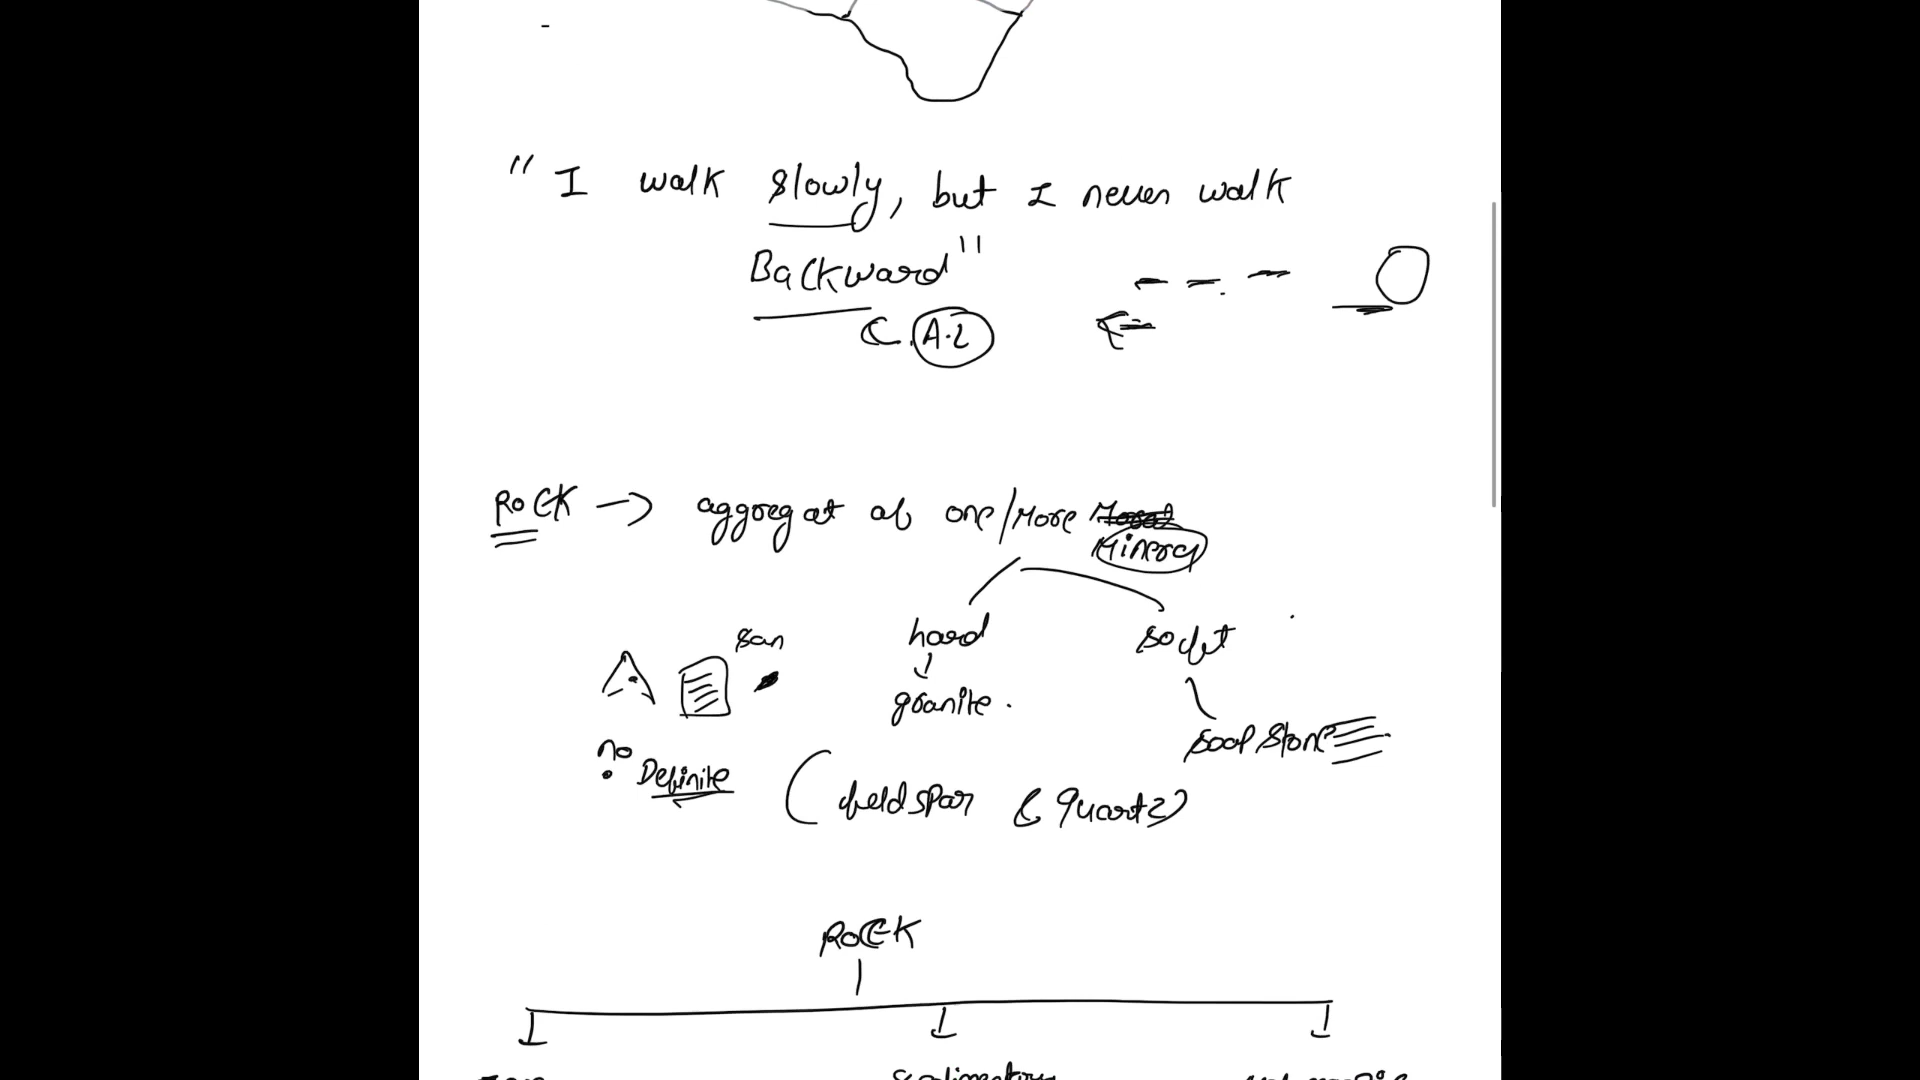 " I walk slowly, but I never walk
Backward"
C. A.L
ROCK → aggregat of one/More
Mineral
hard
soft
san
granite.
soap stone
no
Definite
(feldspar & Quartz)
ROCK
sedimentary